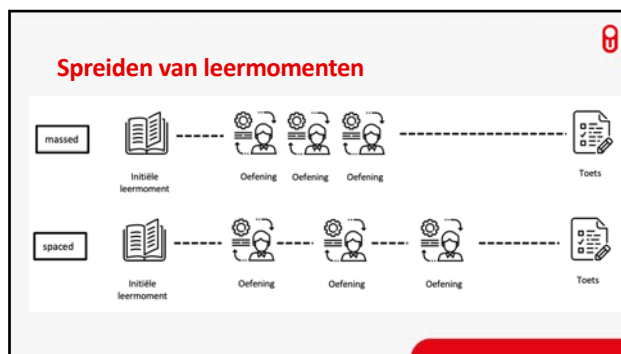 Spreiden van leermomenten
massed
Initiële
leermoment
Oefening
Oefening
Oefening
Toets
spaced
Initiële
leermoment
Oefening
Oefening
Oefening
Toets